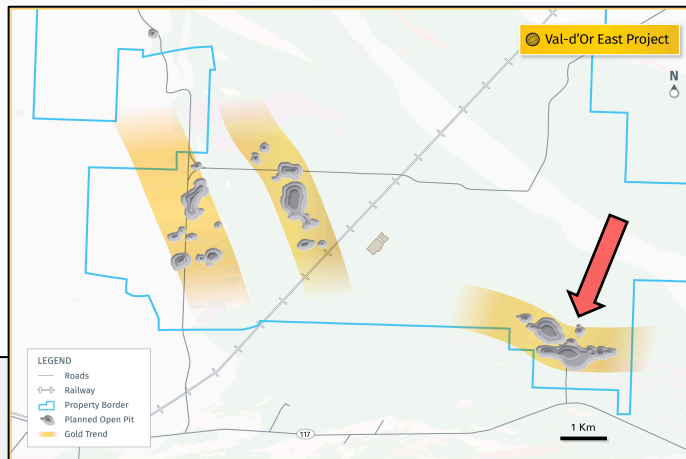 Val-d'Or East Project
N
LEGEND
Roads
Railway
Property Border
Planned Open Pit
Gold Trend
117
1 Km